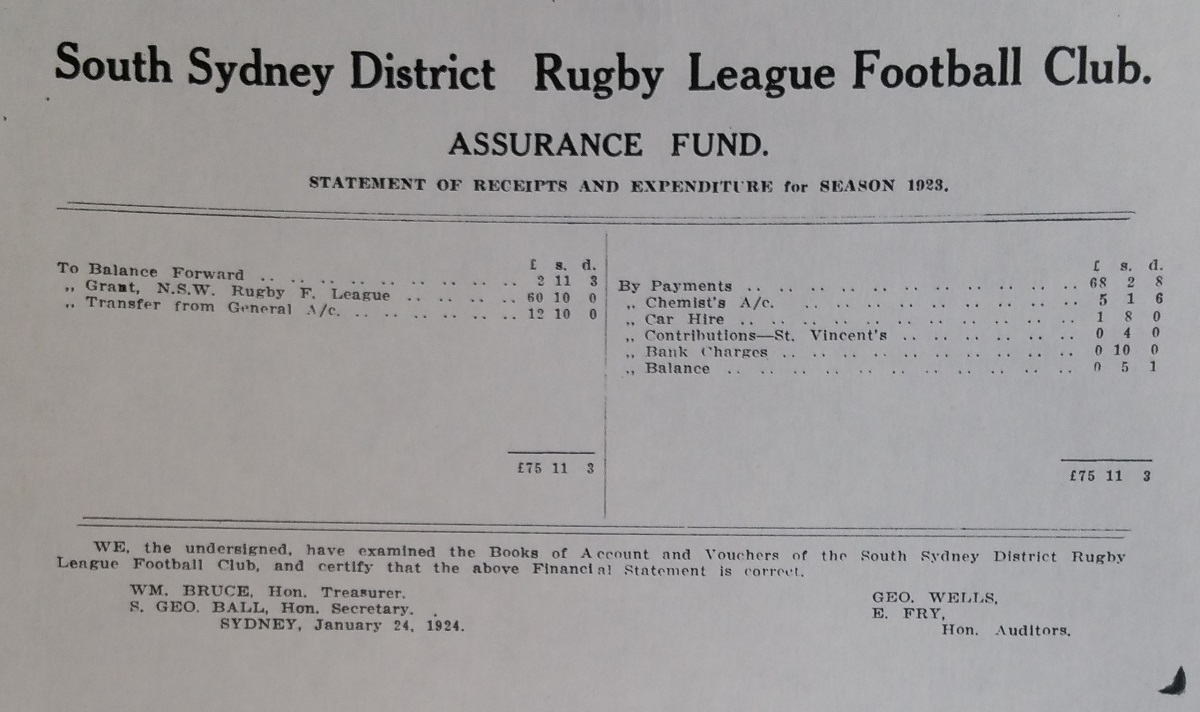 South Sydney District Rugby League Football Club.
ASSURANCE FUND.
STATEMENT OF RECEIPTS AND EXPENDITURE for SEASON 1923.
£ s. d.
To Balance Forward .. .. .. .. .. .. .. .. .. 2 11 3
„ Grant, N.S.W. Rugby F. League .. .. .. .. 60 10 0
„ Transfer from General A/c. .. .. .. .. .. .. 12 10 0
£75 11 3
£ s. d.
By Payments .. .. .. .. .. .. .. .. .. .. .. 68 2 8
„ Chemist's A/c. .. .. .. .. .. .. .. .. .. .. 5 1 6
„ Car Hire .. .. .. .. .. .. .. .. .. .. .. 1 8 0
„ Contributions—St. Vincent's .. .. .. .. .. .. 0 4 0
„ Bank Charges .. .. .. .. .. .. .. .. .. .. 0 10 0
„ Balance .. .. .. .. .. .. .. .. .. .. .. 0 5 1
£75 11 3
WE, the undersigned, have examined the Books of Account and Vouchers of the South Sydney District Rugby
League Football Club, and certify that the above Financial Statement is correct.
WM. BRUCE, Hon. Treasurer.
S. GEO. BALL, Hon. Secretary.
SYDNEY, January 24, 1924.
GEO. WELLS,
E. FRY,
Hon. Auditors.